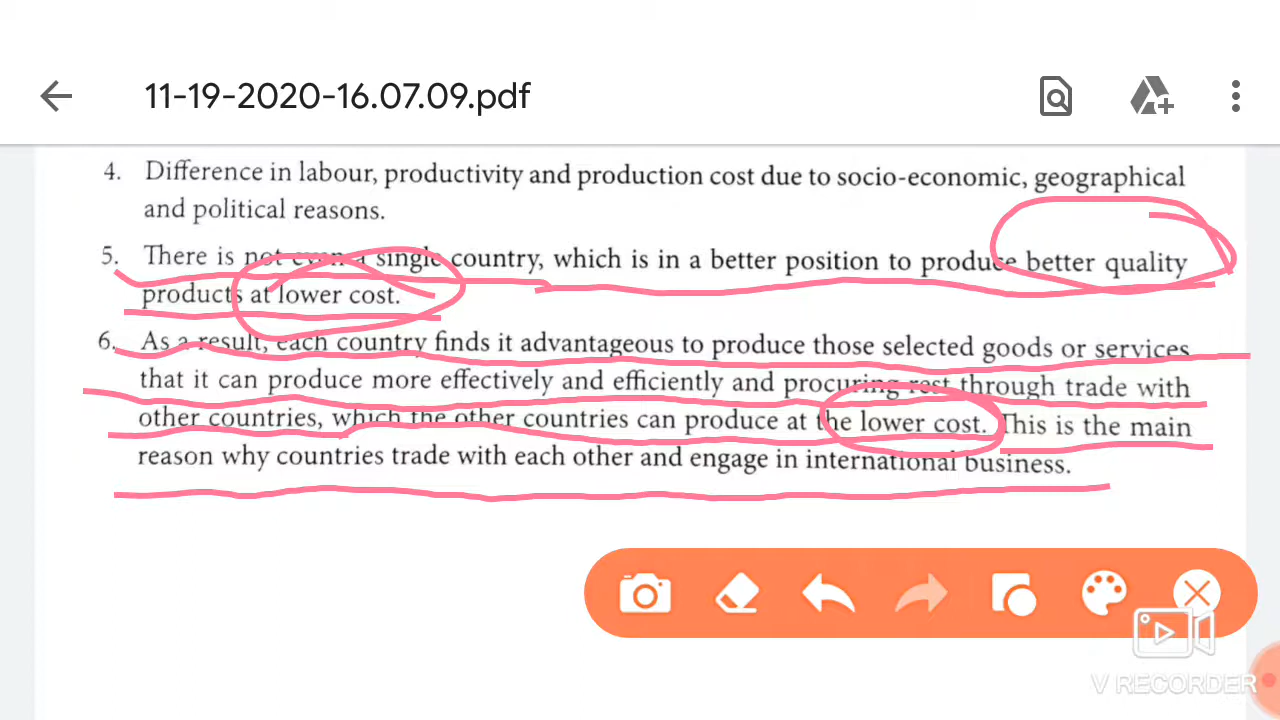 11-19-2020-16.07.09.pdf
4. Difference in labour, productivity and production cost due to socio-economic, geographical
and political reasons.
5. There is not even a single country, which is in a better position to produce better quality
products at lower cost.
6. As a result, each country finds it advantageous to produce those selected goods or services
that it can produce more effectively and efficiently and procuring rest through trade with
other countries, which the other countries can produce at the lower cost. This is the main
reason why countries trade with each other and engage in international business.
V RECORDER